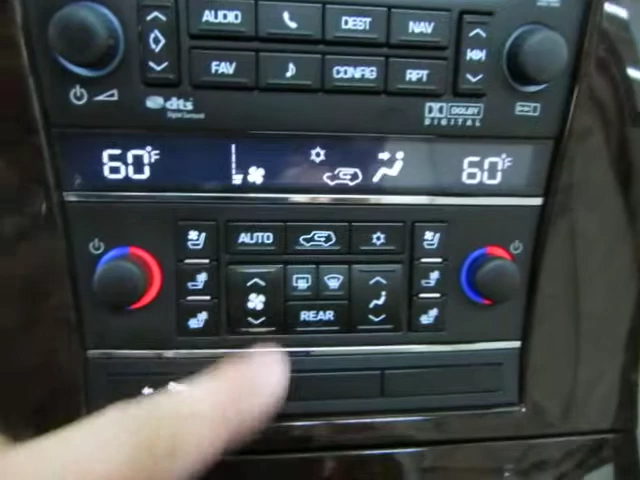 AUDIO DEST NAV
FAV CONFIG RPT
dts
Digital Surround
DOLBY
DIGITAL
60°F 60°F
AUTO
REAR